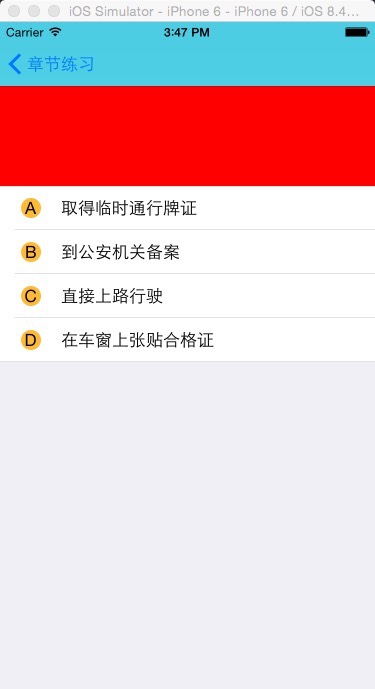 iOS Simulator - iPhone 6 - iPhone 6 / iOS 8.4...
Carrier 3:47 PM
章节练习
A 取得临时通行牌证
B 到公安机关备案
C 直接上路行驶
D 在车窗上张贴合格证